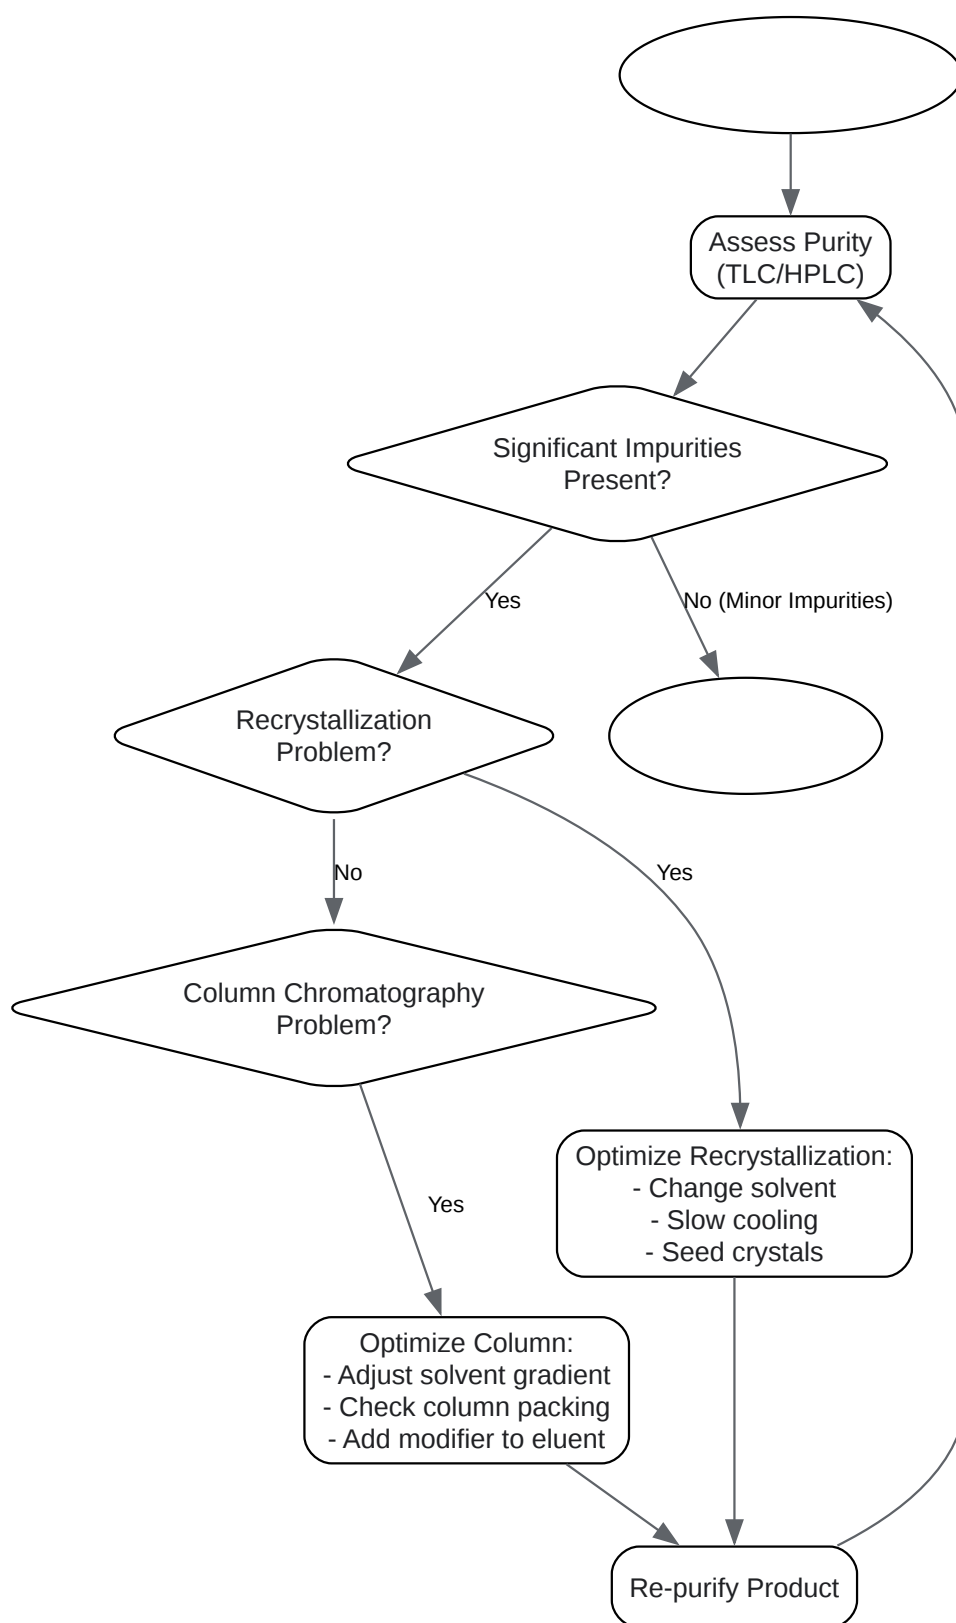 Assess Purity
(TLC/HPLC)
Significant Impurities
Present?
Yes
No (Minor Impurities)
Recrystallization
Problem?
No
Yes
Column Chromatography
Problem?
Yes
Optimize Recrystallization:
- Change solvent
- Slow cooling
- Seed crystals
Optimize Column:
- Adjust solvent gradient
- Check column packing
- Add modifier to eluent
Re-purify Product